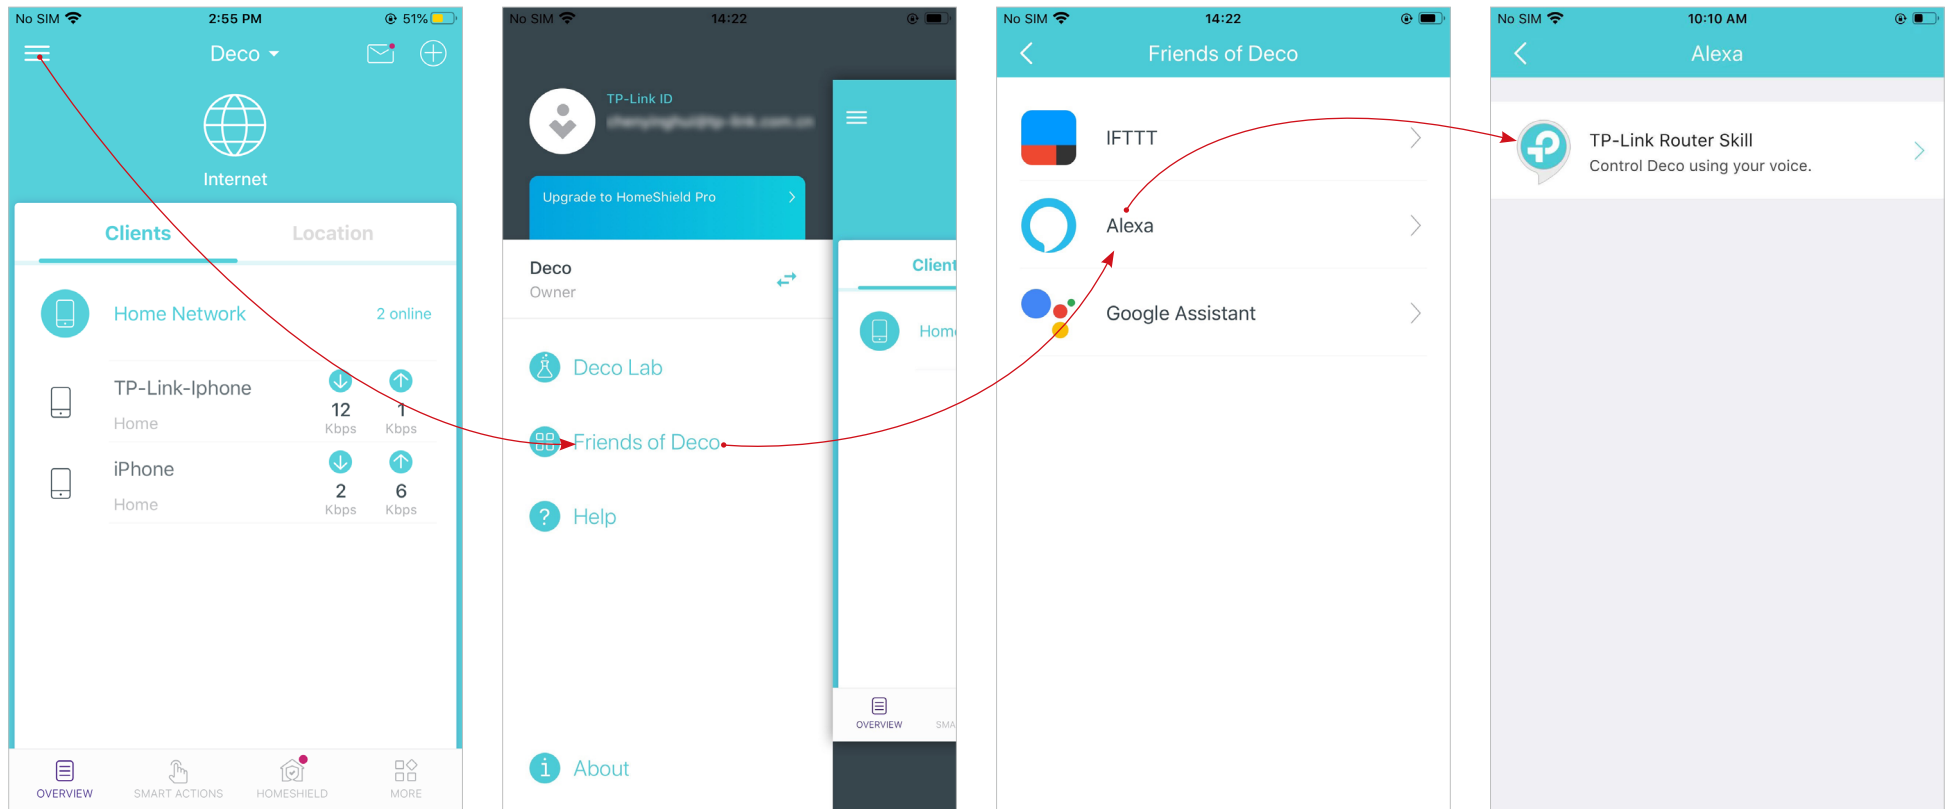 No SIM
2:55 PM
51%
Deco
Internet
Clients
Location
Home Network
2 online
TP-Link-Iphone
Home
12
Kbps
1
Kbps
iPhone
Home
2
Kbps
6
Kbps
OVERVIEW
SMART ACTIONS
HOMESHIELD
MORE
No SIM
14:22
TP-Link ID
Upgrade to HomeShield Pro
Deco
Owner
Deco Lab
Friends of Deco
Help
About
Client
Hom
OVERVIEW
SMA
No SIM
14:22
Friends of Deco
IFTTT
Alexa
Google Assistant
No SIM
10:10 AM
Alexa
TP-Link Router Skill
Control Deco using your voice.